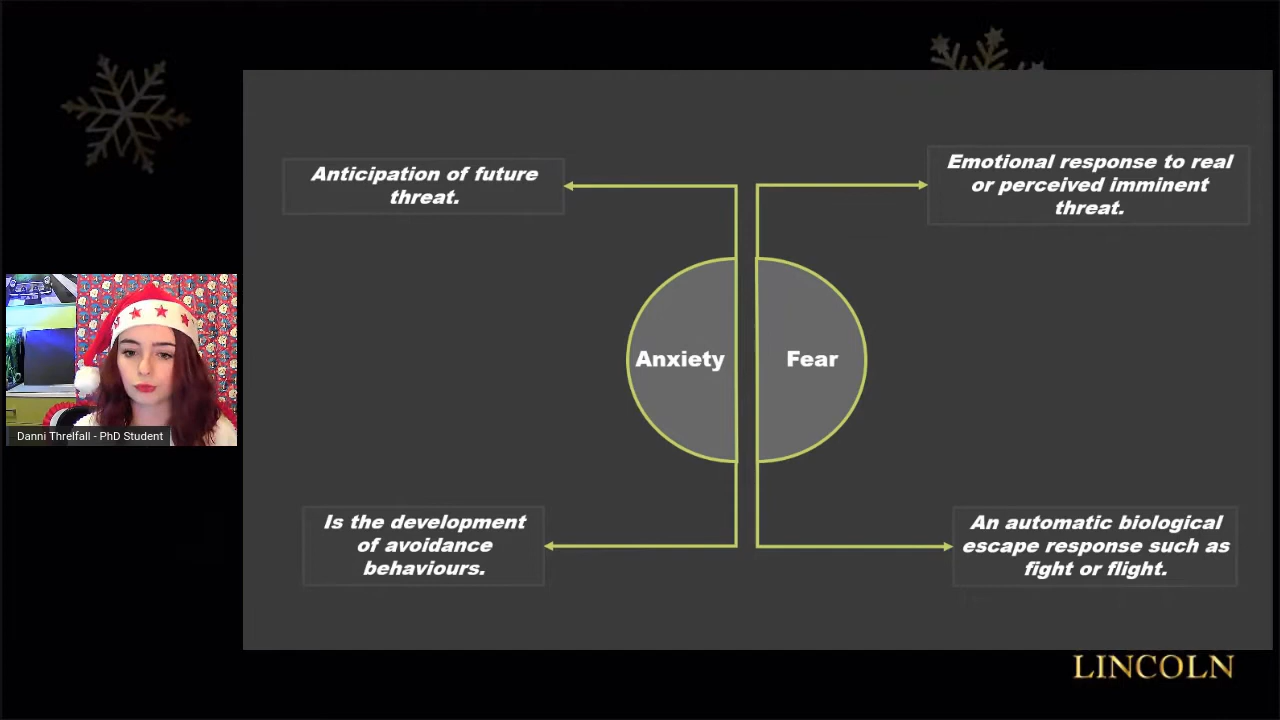 Anticipation of future
threat.
Emotional response to real
or perceived imminent
threat.
Anxiety
Fear
Danni Threlfall - PhD Student
Is the development
of avoidance
behaviours.
An automatic biological
escape response such as
fight or flight.
LINCOLN